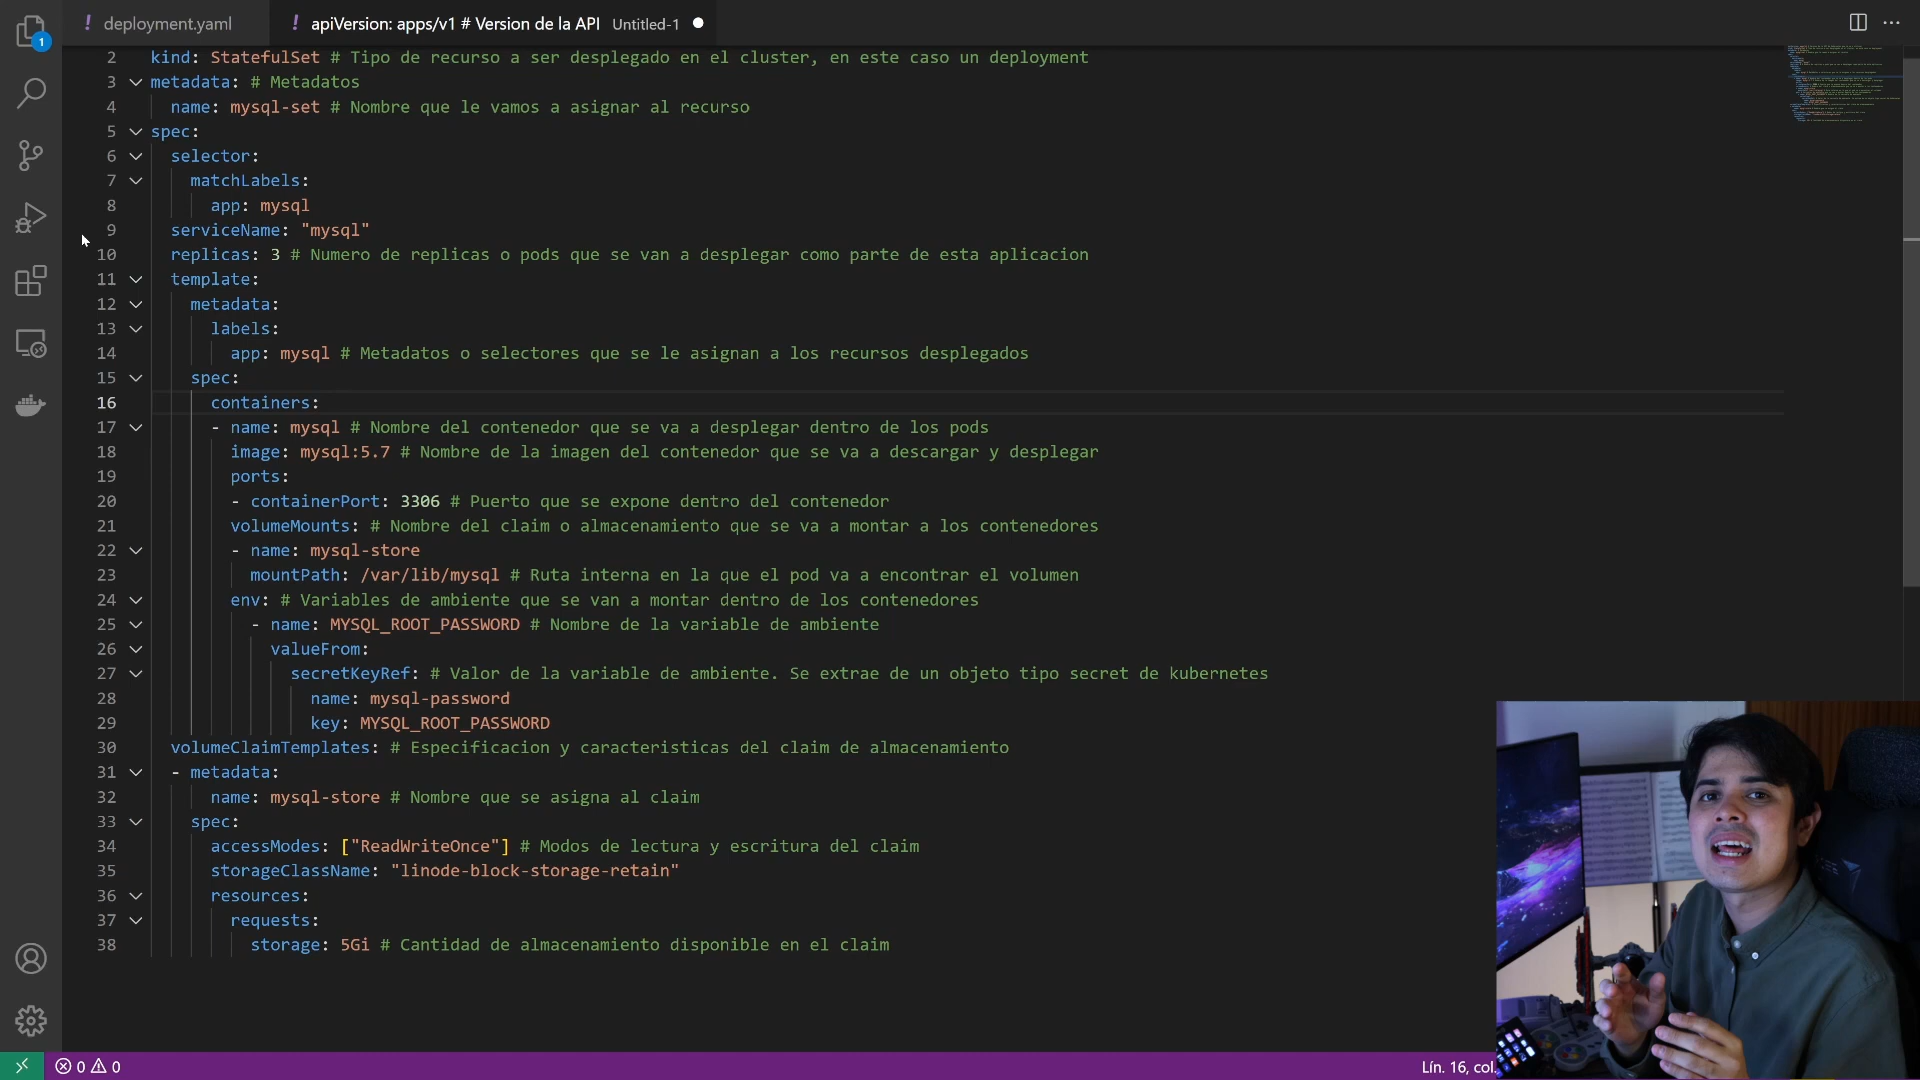 1
! deployment.yaml
! apiVersion: apps/v1 # Version de la API Untitled-1
2 kind: StatefulSet # Tipo de recurso a ser desplegado en el cluster, en este caso un deployment
3 metadata: # Metadatos
4 name: mysql-set # Nombre que le vamos a asignar al recurso
5 spec:
6 selector:
7 matchLabels:
8 app: mysql
9 serviceName: "mysql"
10 replicas: 3 # Numero de replicas o pods que se van a desplegar como parte de esta aplicacion
11 template:
12 metadata:
13 labels:
14 app: mysql # Metadatos o selectores que se le asignan a los recursos desplegados
15 spec:
16 containers:
17 - name: mysql # Nombre del contenedor que se va a desplegar dentro de los pods
18 image: mysql:5.7 # Nombre de la imagen del contenedor que se va a descargar y desplegar
19 ports:
20 - containerPort: 3306 # Puerto que se expone dentro del contenedor
21 volumeMounts: # Nombre del claim o almacenamiento que se va a montar a los contenedores
22 - name: mysql-store
23 mountPath: /var/lib/mysql # Ruta interna en la que el pod va a encontrar el volumen
24 env: # Variables de ambiente que se van a montar dentro de los contenedores
25 - name: MYSQL_ROOT_PASSWORD # Nombre de la variable de ambiente
26 valueFrom:
27 secretKeyRef: # Valor de la variable de ambiente. Se extrae de un objeto tipo secret de kubernetes
28 name: mysql-password
29 key: MYSQL_ROOT_PASSWORD
30 volumeClaimTemplates: # Especificacion y caracteristicas del claim de almacenamiento
31 - metadata:
32 name: mysql-store # Nombre que se asigna al claim
33 spec:
34 accessModes: ["ReadWriteOnce"] # Modos de lectura y escritura del claim
35 storageClassName: "linode-block-storage-retain"
36 resources:
37 requests:
38 storage: 5Gi # Cantidad de almacenamiento disponible en el claim
0 0
Lín. 16, col.